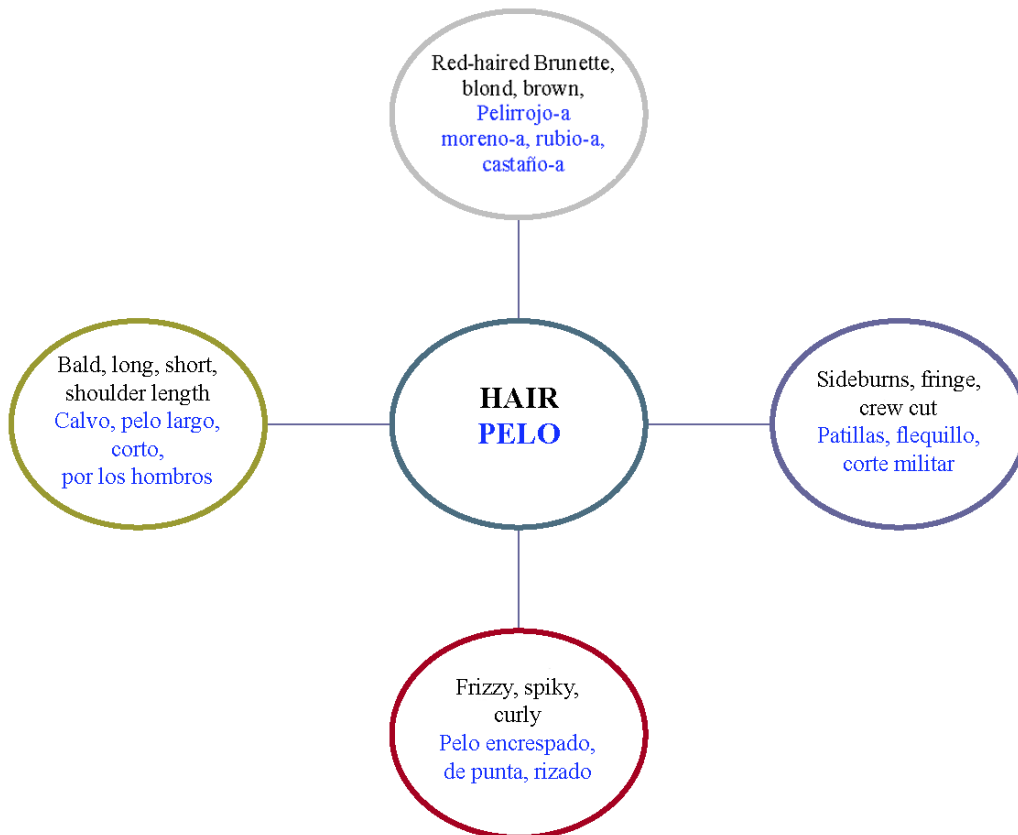 Red-haired Brunette,
blond, brown,
Pelirrojo-a
moreno-a, rubio-a,
castaño-a
Bald, long, short,
shoulder length
Calvo, pelo largo,
corto,
por los hombros
HAIR
PELO
Sideburns, fringe,
crew cut
Patillas, flequillo,
corte militar
Frizzy, spiky,
curly
Pelo encrespado,
de punta, rizado